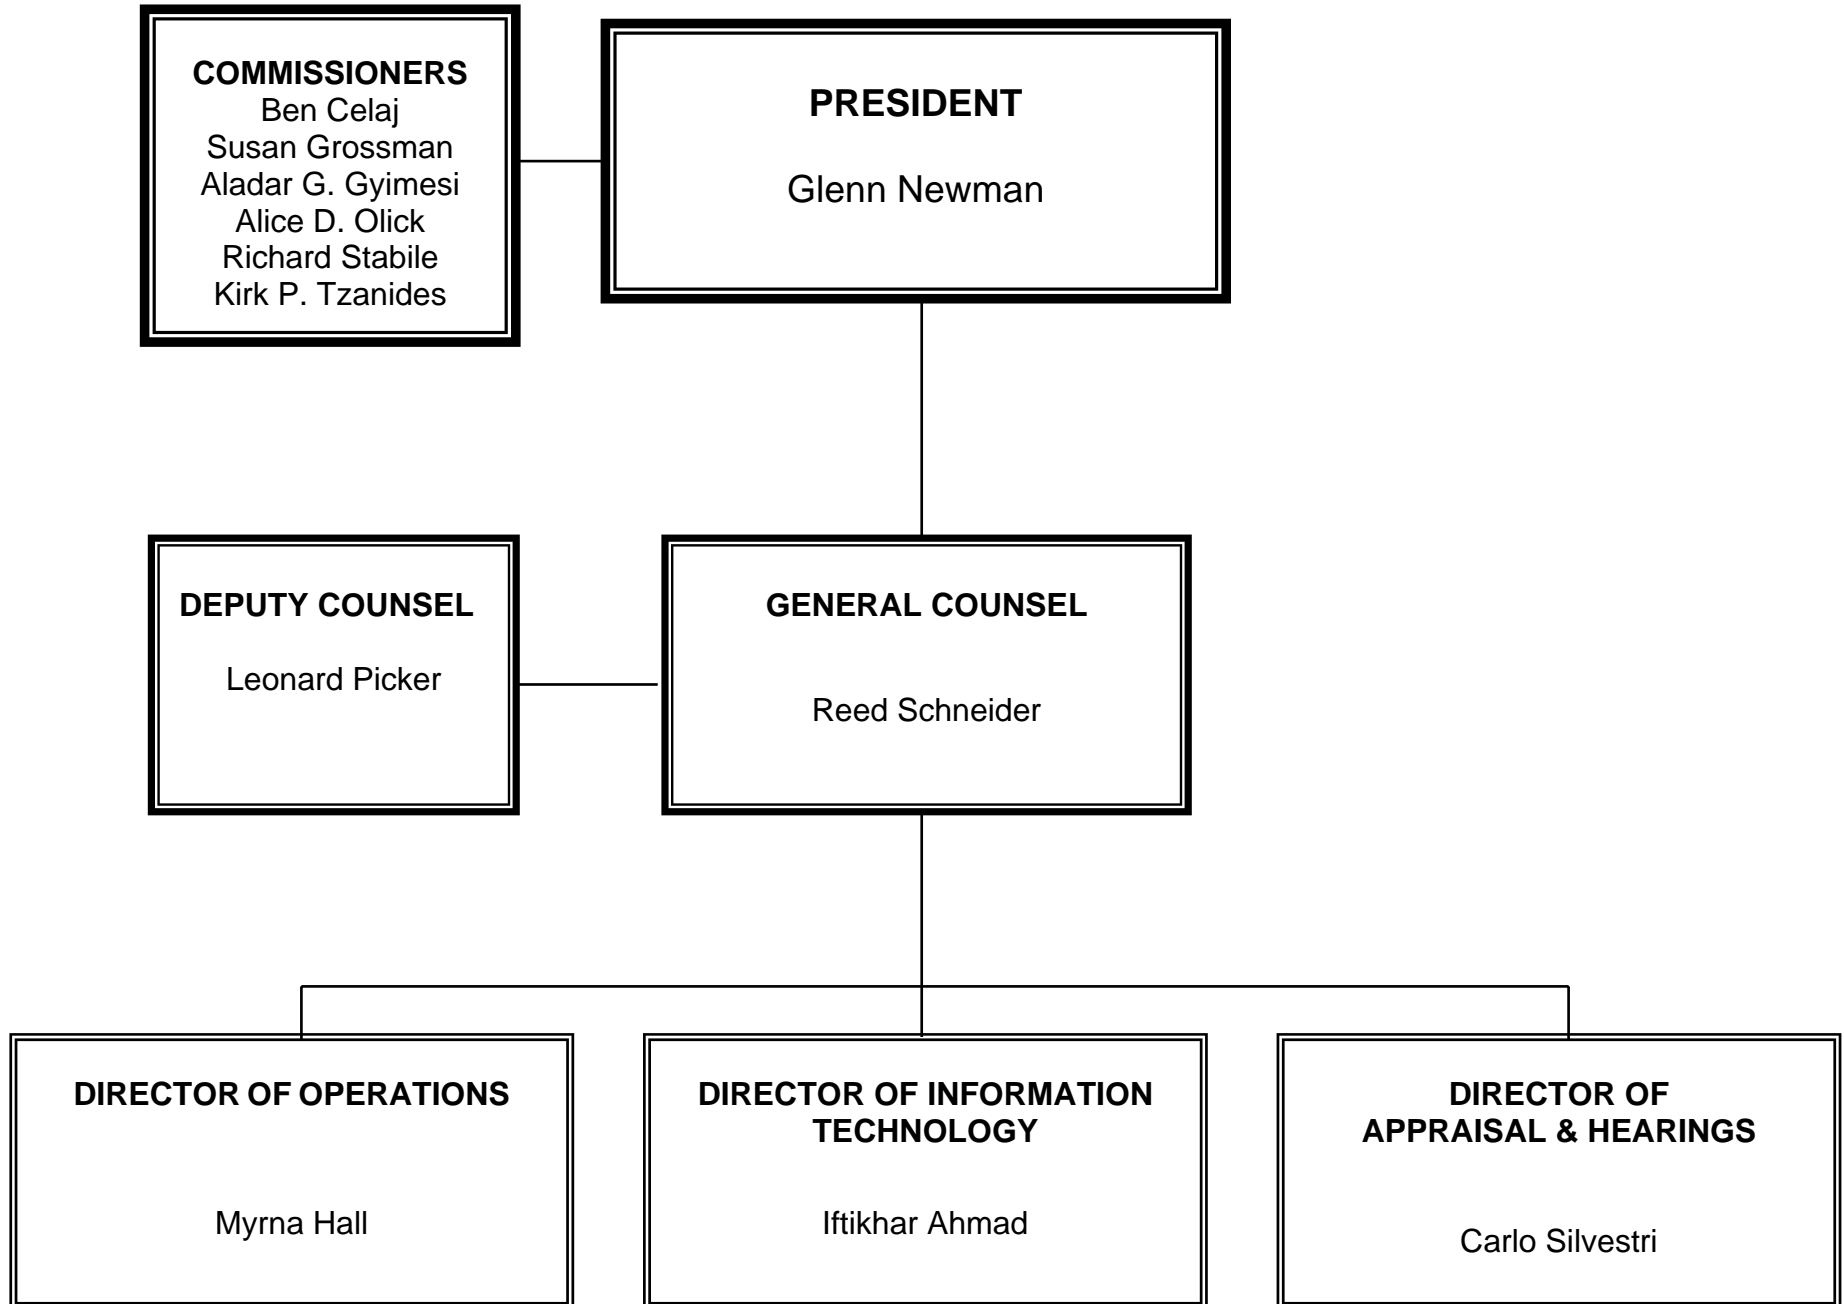 COMMISSIONERS
Ben Celaj
Susan Grossman
Aladar G. Gyimesi
Alice D. Olick
Richard Stabile
Kirk P. Tzanides
PRESIDENT
Glenn Newman
DEPUTY COUNSEL
Leonard Picker
GENERAL COUNSEL
Reed Schneider
DIRECTOR OF OPERATIONS
Myrna Hall
DIRECTOR OF INFORMATION
TECHNOLOGY
Iftikhar Ahmad
DIRECTOR OF
APPRAISAL & HEARINGS
Carlo Silvestri